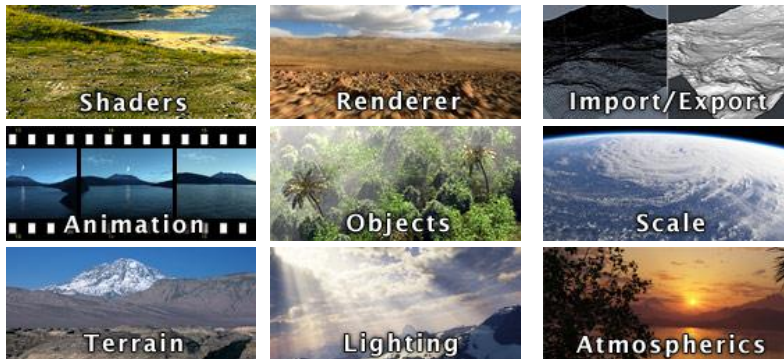 Shaders
Renderer
Import/Export
Animation
Objects
Scale
Terrain
Lighting
Atmospherics